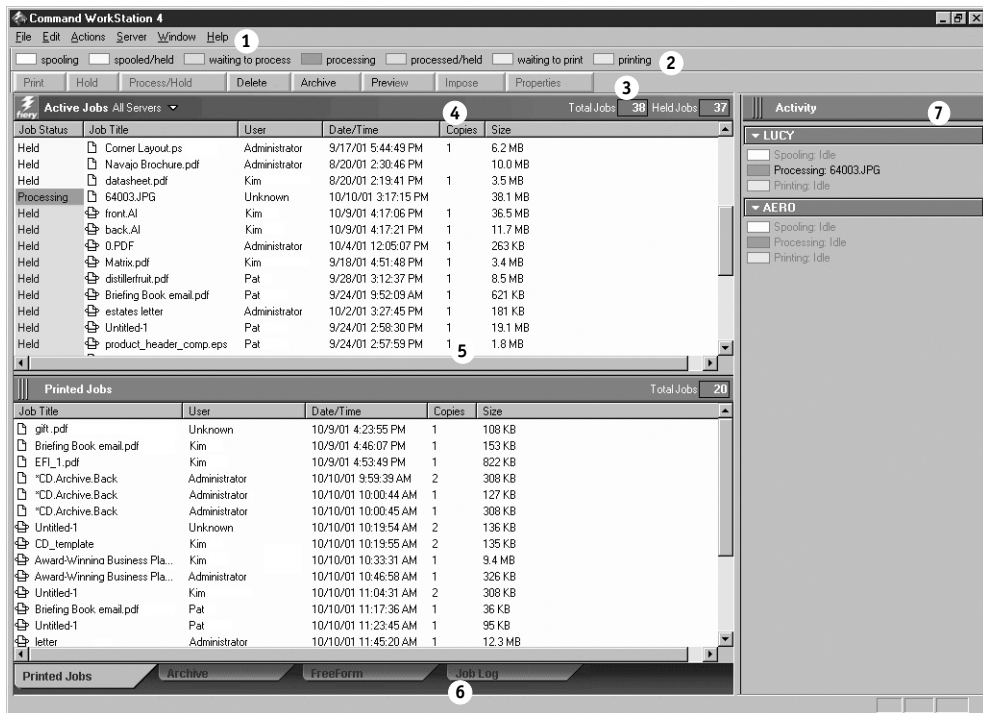 Command WorkStation 4
File Edit Actions Server Window Help 1
spooling spooled/held waiting to process processing processed/held waiting to print printing 2
Print Hold Process/Hold Delete Archive Preview Impose Properties
3
fiery Active Jobs All Servers Total Jobs 38 Held Jobs 37
4
Job Status Job Title User Date/Time Copies Size
Held Corner Layout.ps Administrator 9/17/01 5:44:49 PM 1 6.2 MB
Held Navajo Brochure.pdf Administrator 8/20/01 2:30:46 PM 10.0 MB
Held datasheet.pdf Kim 8/20/01 2:19:41 PM 1 3.5 MB
Processing 64003.JPG Unknown 10/10/01 3:17:15 PM 38.1 MB
Held front.AI Kim 10/9/01 4:17:06 PM 1 36.5 MB
Held back.AI Kim 10/9/01 4:17:21 PM 1 11.7 MB
Held 0.PDF Administrator 10/4/01 12:05:07 PM 1 263 KB
Held Matrix.pdf Kim 9/18/01 4:51:48 PM 1 3.4 MB
Held distillerfruit.pdf Pat 9/28/01 3:12:37 PM 1 8.5 MB
Held Briefing Book email.pdf Pat 9/24/01 9:52:09 AM 1 621 KB
Held estates letter Administrator 10/2/01 3:27:45 PM 1 181 KB
Held Untitled-1 Pat 9/24/01 2:58:30 PM 1 19.1 MB
Held product_header_comp.eps Pat 9/24/01 2:57:59 PM 1 1.8 MB
5
Printed Jobs Total Jobs 20
Job Title User Date/Time Copies Size
gift.pdf Unknown 10/9/01 4:23:55 PM 1 108 KB
Briefing Book email.pdf Kim 10/9/01 4:46:07 PM 1 153 KB
EFI_1.pdf Kim 10/9/01 4:53:49 PM 1 822 KB
*CD.Archive.Back Administrator 10/10/01 9:59:39 AM 2 308 KB
*CD.Archive.Back Administrator 10/10/01 10:00:44 AM 1 127 KB
*CD.Archive.Back Administrator 10/10/01 10:00:45 AM 1 308 KB
Untitled-1 Unknown 10/10/01 10:19:54 AM 2 136 KB
CD_template Kim 10/10/01 10:19:55 AM 2 135 KB
Award-Winning Business Pla... Kim 10/10/01 10:33:31 AM 1 9.4 MB
Award-Winning Business Pla... Administrator 10/10/01 10:46:58 AM 1 326 KB
Untitled-1 Kim 10/10/01 11:04:31 AM 2 308 KB
Briefing Book email.pdf Pat 10/10/01 11:17:36 AM 1 36 KB
Untitled-1 Pat 10/10/01 11:23:45 AM 1 95 KB
letter Administrator 10/10/01 11:45:20 AM 1 12.3 MB
Printed Jobs Archive FreeForm Job Log
6
Activity 7
LUCY
Spooling: Idle
Processing: 64003.JPG
Printing: Idle
AERO
Spooling: Idle
Processing: Idle
Printing: Idle